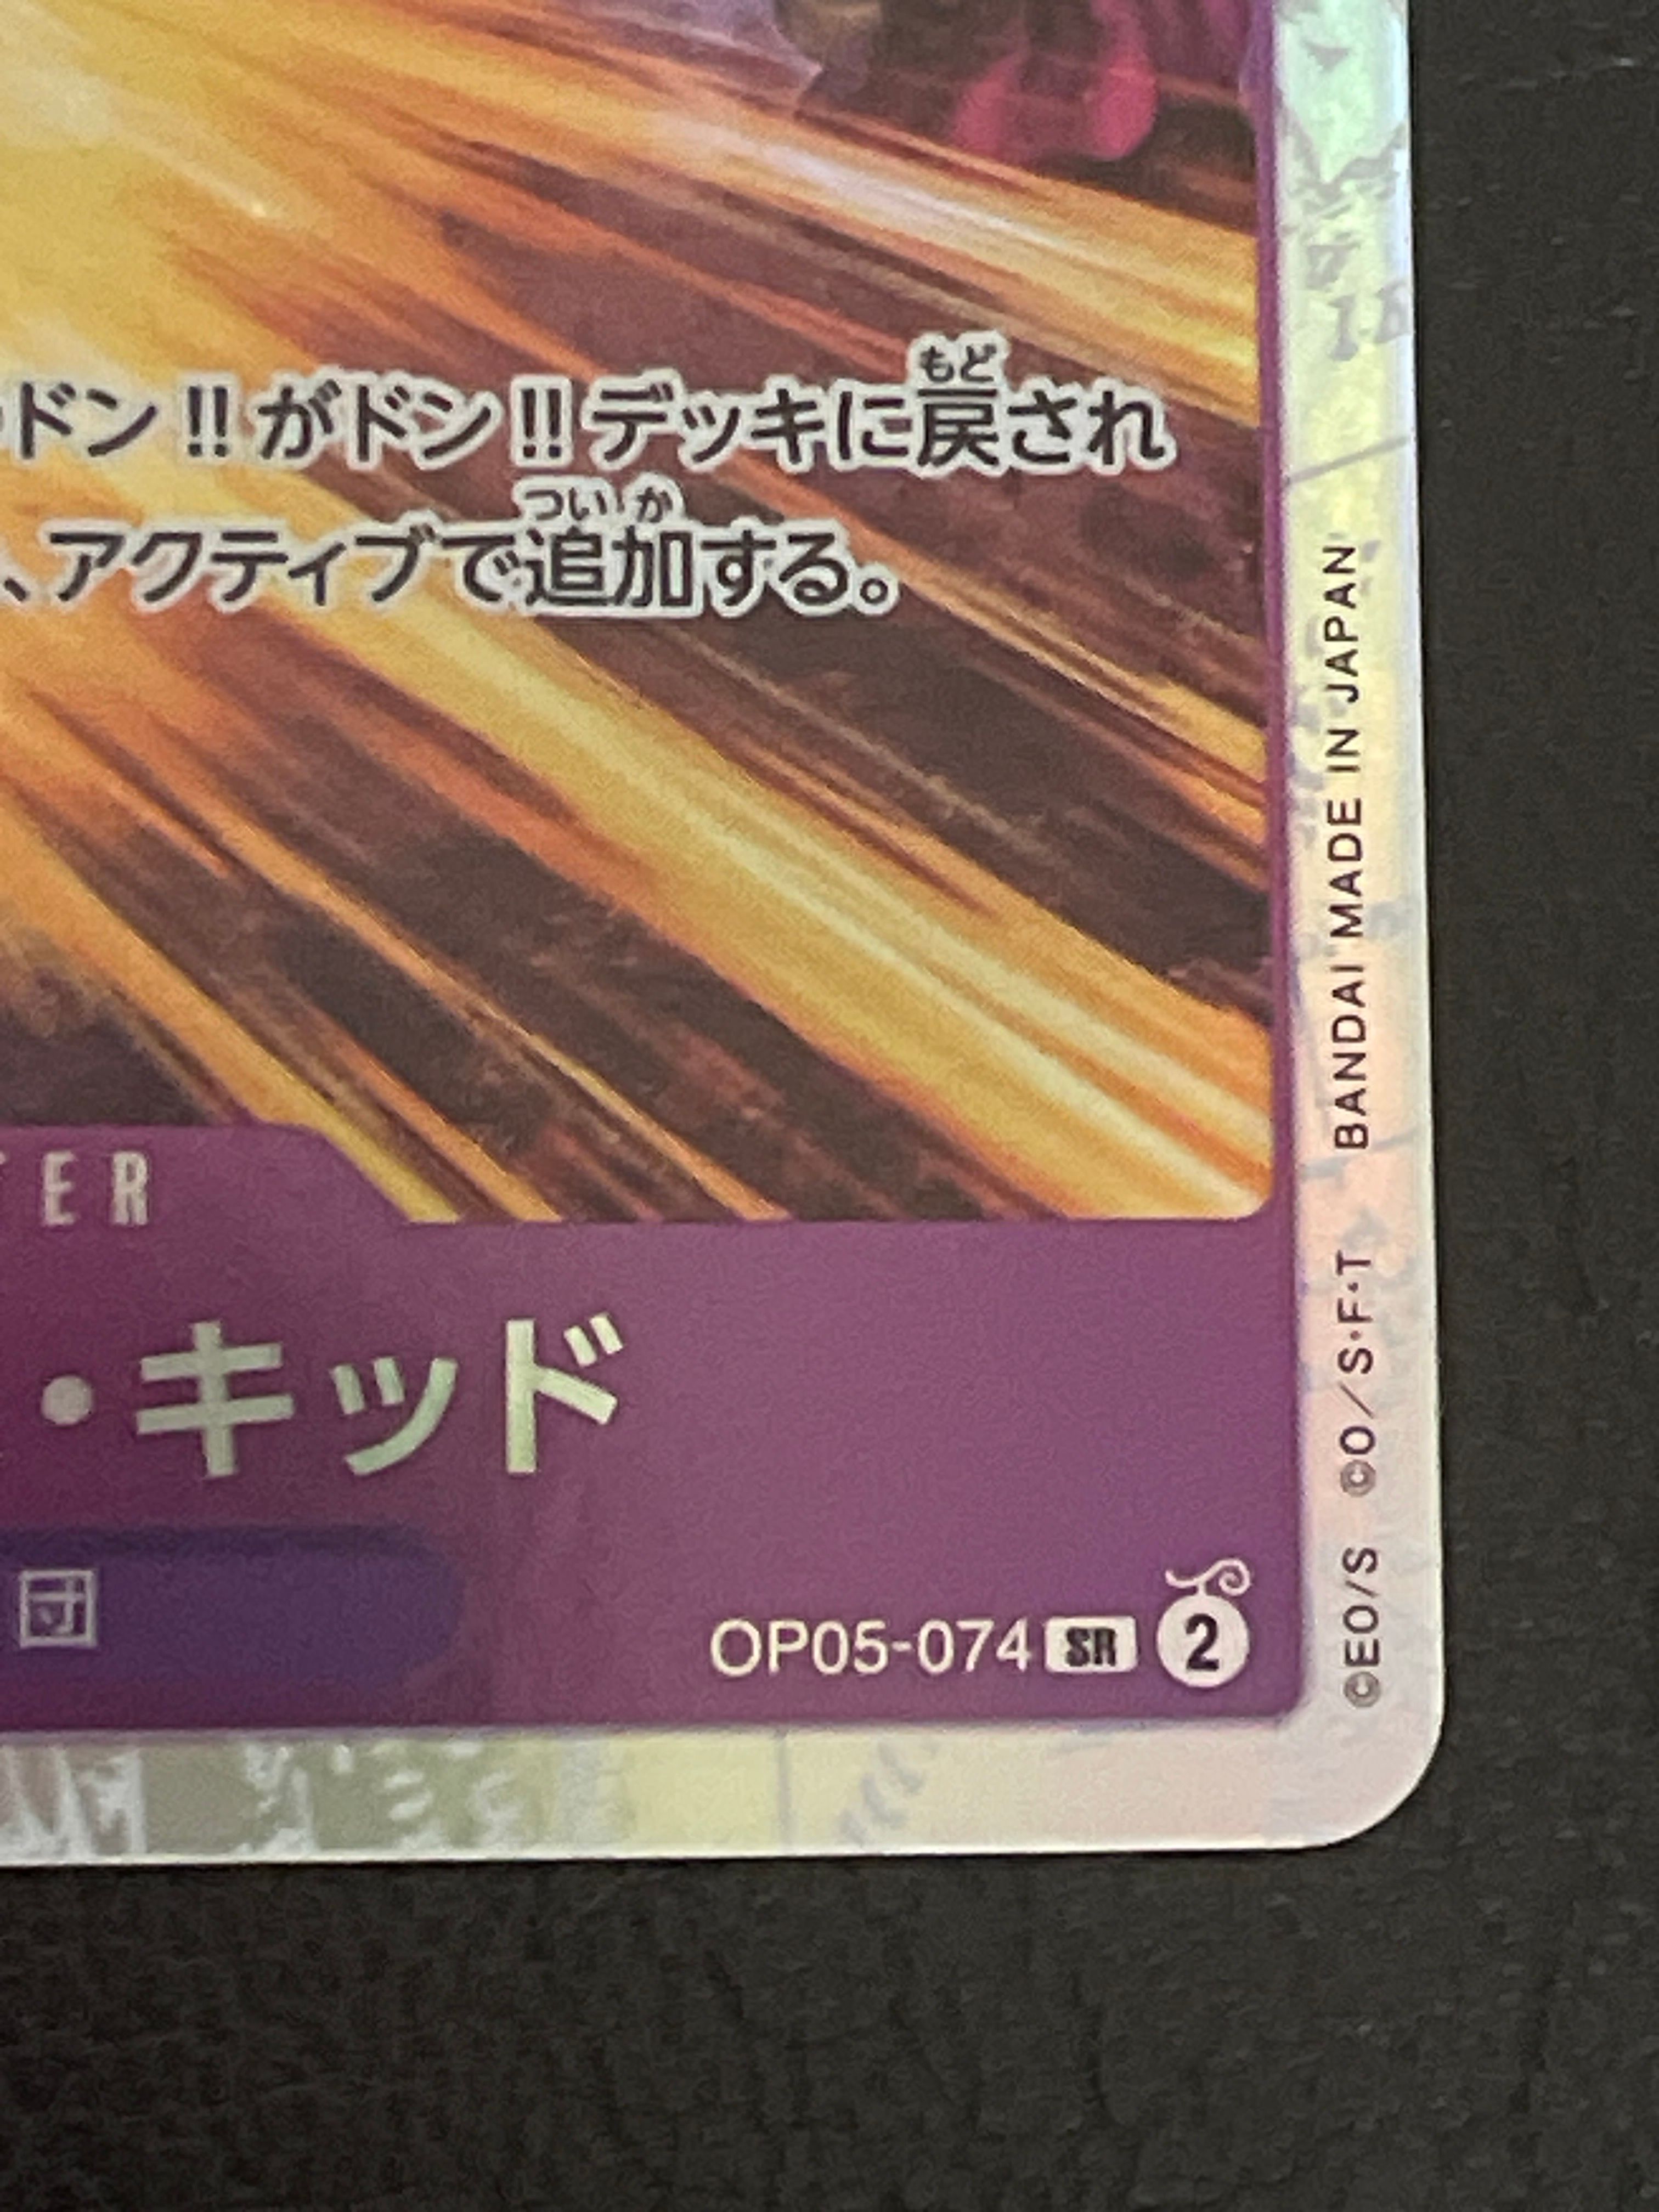 ドン!!がドン!!デッキに戻され
もど
、アクティブで追加する。
ついか
TER
・キッド
団
OP05-074 SR 2
©EO/S ©O/S・F・T BANDAI MADE IN JAPAN